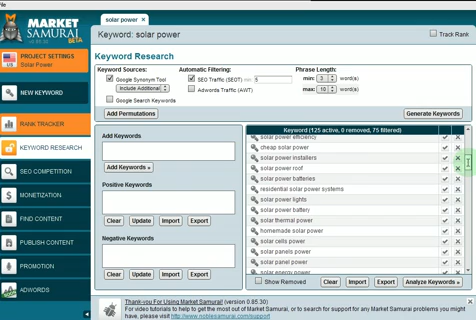 File
MARKET
SAMURAI
BETA
solar power ×
Keyword: solar power
Track Rank
PROJECT SETTINGS
Solar Power
NEW KEYWORD
RANK TRACKER
KEYWORD RESEARCH
SEO COMPETITION
MONETIZATION
FIND CONTENT
PUBLISH CONTENT
PROMOTION
ADWORDS
Keyword Research
Keyword Sources:
Google Synonym Tool
Include Additional
Google Search Keywords
Automatic Filtering:
SEO Traffic (SEOT) min: 5
Adwords Traffic (AWT)
Phrase Length:
min: 3 word(s)
max: 10 word(s)
Add Permutations
Generate Keywords
Add Keywords
Add Keywords »
Positive Keywords
Clear Update Import Export
Negative Keywords
Clear Update Import Export
Keyword (125 active, 0 removed, 75 filtered)
solar power efficiency
cheap solar power
solar power installers
solar power roof
solar power batteries
residential solar power systems
solar power lights
solar power battery
solar thermal power
homemade solar power
solar cells power
solar panels power
solar panel power
solar energy power
Show Removed
Clear Import Export Analyze Keywords »
Thank-you For Using Market Samurai! (version 0.85.30)
For video tutorials to help get the most out of Market Samurai, or to search for support for any Market Samurai problems you might
have, please visit http://www.noblesamurai.com/support